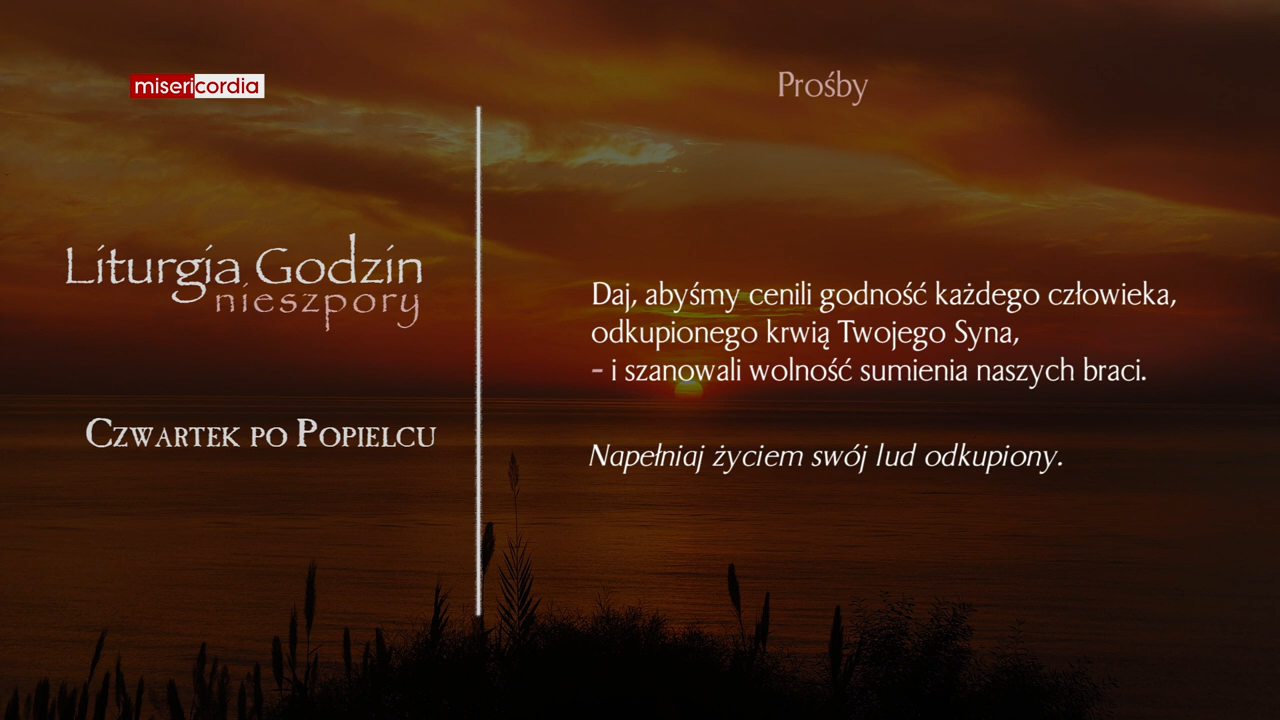 misericordia
Prośby
Liturgia Godzin
nieszpory
Czwartek po Popielcu
Daj, abyśmy cenili godność każdego człowieka,
odkupionego krwią Twojego Syna,
- i szanowali wolność sumienia naszych braci.
Napełniaj życiem swój lud odkupiony.